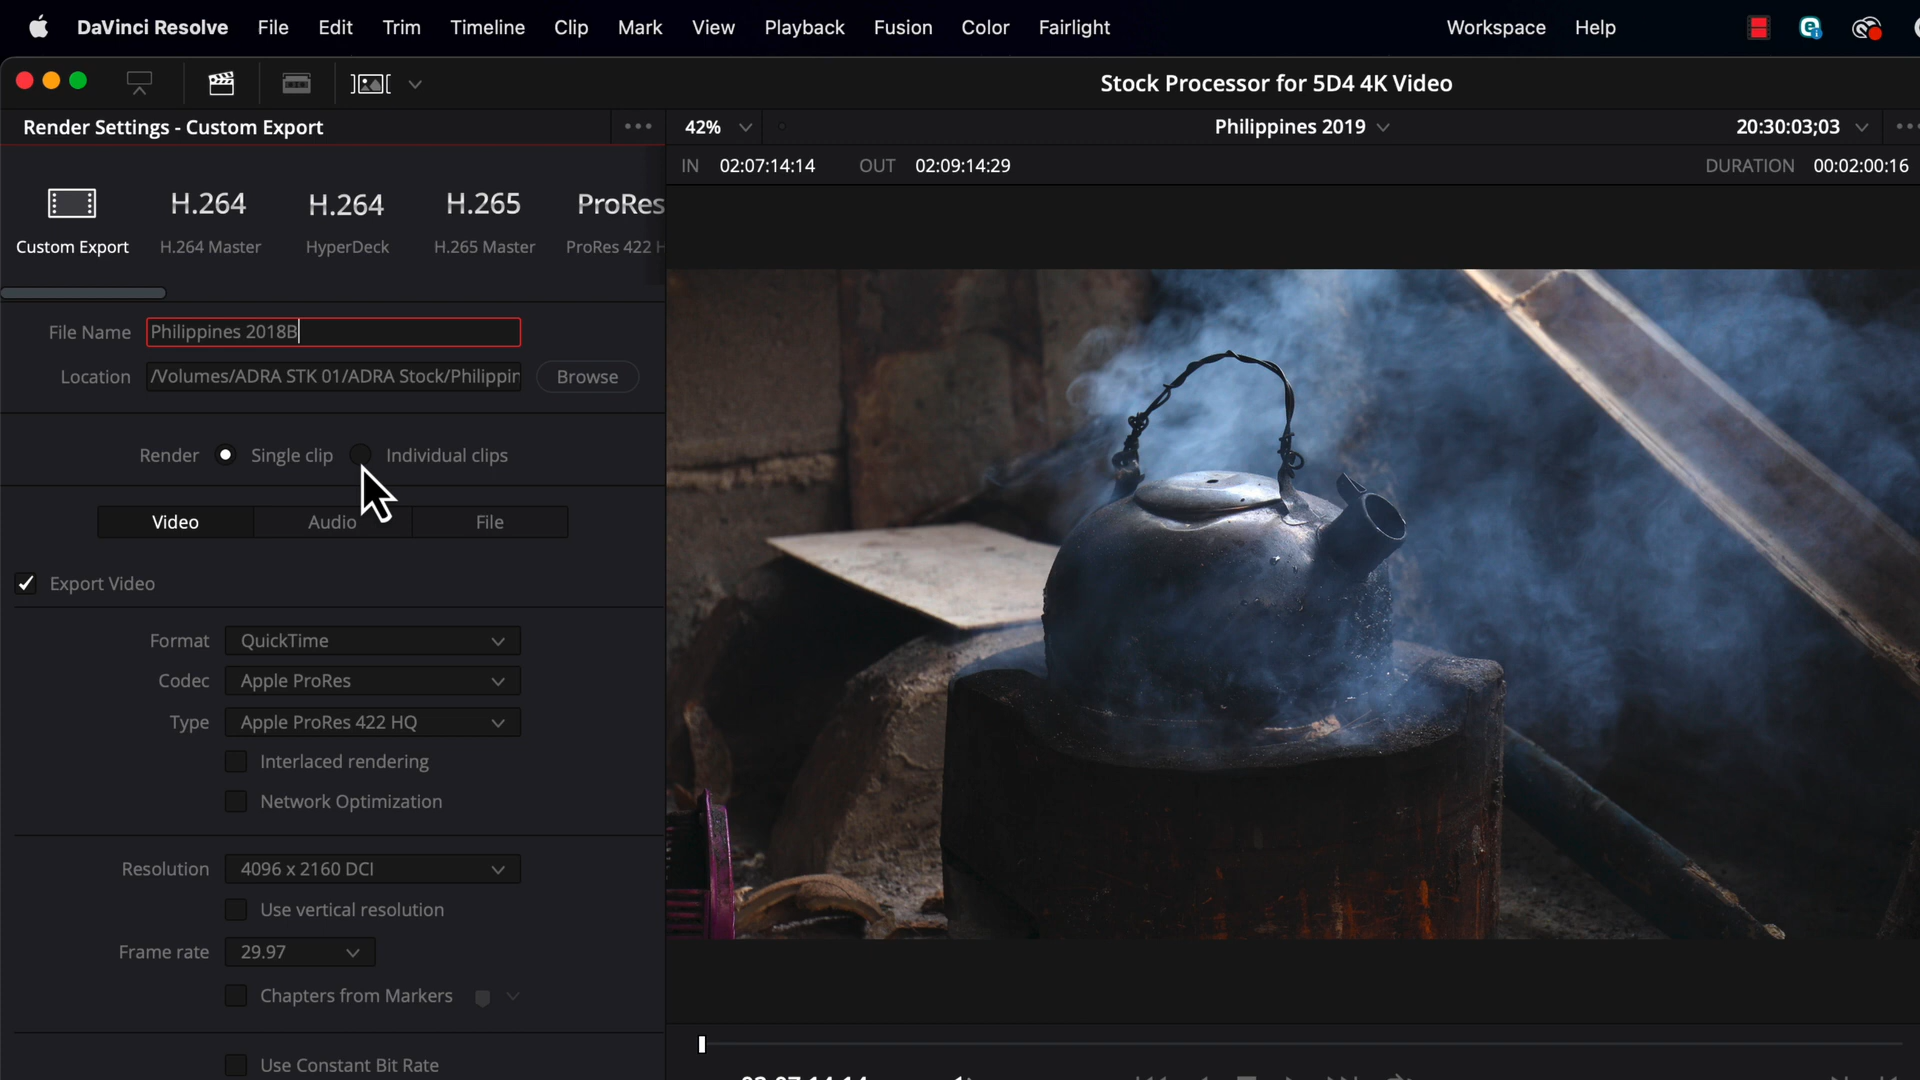 DaVinci Resolve File Edit Trim Timeline Clip Mark View Playback Fusion Color Fairlight Workspace Help
Stock Processor for 5D4 4K Video
Render Settings - Custom Export
42% Philippines 2019 20:30:03;03
IN 02:07:14:14 OUT 02:09:14:29 DURATION 00:02:00:16
H.264 H.264 H.265 ProRes
Custom Export H.264 Master HyperDeck H.265 Master ProRes 422 H
File Name Philippines 2018B
Location /Volumes/ADRA STK 01/ADRA Stock/Philippin Browse
Render Single clip Individual clips
Video Audio File
Export Video
Format QuickTime
Codec Apple ProRes
Type Apple ProRes 422 HQ
Interlaced rendering
Network Optimization
Resolution 4096 x 2160 DCI
Use vertical resolution
Frame rate 29.97
Chapters from Markers
Use Constant Bit Rate